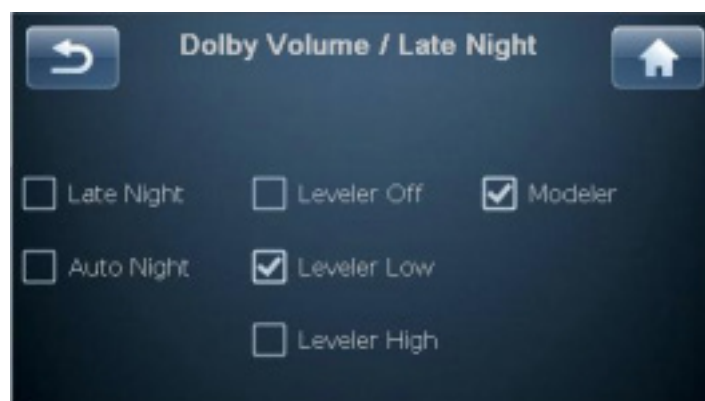 Dolby Volume / Late Night
Late Night
Leveler Off
Modeler
Auto Night
Leveler Low
Leveler High